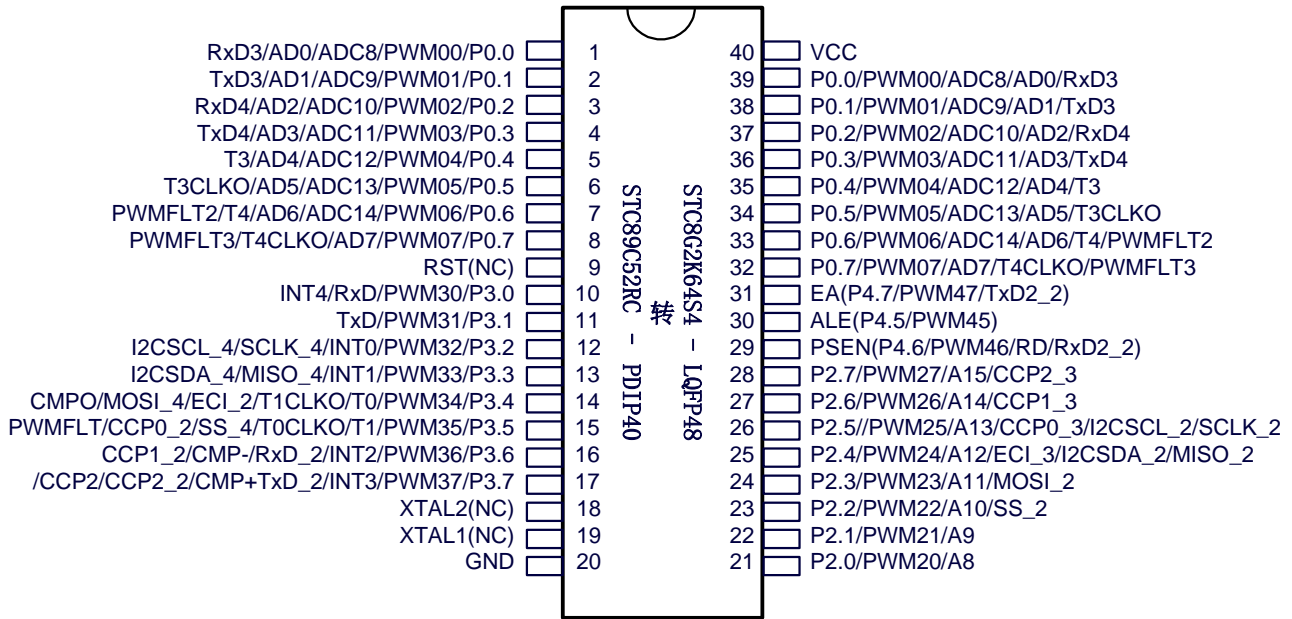 RxD3/AD0/ADC8/PWM00/P0.0 1
TxD3/AD1/ADC9/PWM01/P0.1 2
RxD4/AD2/ADC10/PWM02/P0.2 3
TxD4/AD3/ADC11/PWM03/P0.3 4
T3/AD4/ADC12/PWM04/P0.4 5
T3CLKO/AD5/ADC13/PWM05/P0.5 6
PWMFLT2/T4/AD6/ADC14/PWM06/P0.6 7
PWMFLT3/T4CLKO/AD7/PWM07/P0.7 8
RST(NC) 9
INT4/RxD/PWM30/P3.0 10
TxD/PWM31/P3.1 11
I2CSCL_4/SCLK_4/INT0/PWM32/P3.2 12
I2CSDA_4/MISO_4/INT1/PWM33/P3.3 13
CMPO/MOSI_4/ECI_2/T1CLKO/T0/PWM34/P3.4 14
PWMFLT/CCP0_2/SS_4/T0CLKO/T1/PWM35/P3.5 15
CCP1_2/CMP-/RxD_2/INT2/PWM36/P3.6 16
/CCP2/CCP2_2/CMP+TxD_2/INT3/PWM37/P3.7 17
XTAL2(NC) 18
XTAL1(NC) 19
GND 20
STC89C52RC - PDIP40
转
STC8G2K64S4 - LQFP48
40 VCC
39 P0.0/PWM00/ADC8/AD0/RxD3
38 P0.1/PWM01/ADC9/AD1/TxD3
37 P0.2/PWM02/ADC10/AD2/RxD4
36 P0.3/PWM03/ADC11/AD3/TxD4
35 P0.4/PWM04/ADC12/AD4/T3
34 P0.5/PWM05/ADC13/AD5/T3CLKO
33 P0.6/PWM06/ADC14/AD6/T4/PWMFLT2
32 P0.7/PWM07/AD7/T4CLKO/PWMFLT3
31 EA(P4.7/PWM47/TxD2_2)
30 ALE(P4.5/PWM45)
29 PSEN(P4.6/PWM46/RD/RxD2_2)
28 P2.7/PWM27/A15/CCP2_3
27 P2.6/PWM26/A14/CCP1_3
26 P2.5//PWM25/A13/CCP0_3/I2CSCL_2/SCLK_2
25 P2.4/PWM24/A12/ECI_3/I2CSDA_2/MISO_2
24 P2.3/PWM23/A11/MOSI_2
23 P2.2/PWM22/A10/SS_2
22 P2.1/PWM21/A9
21 P2.0/PWM20/A8